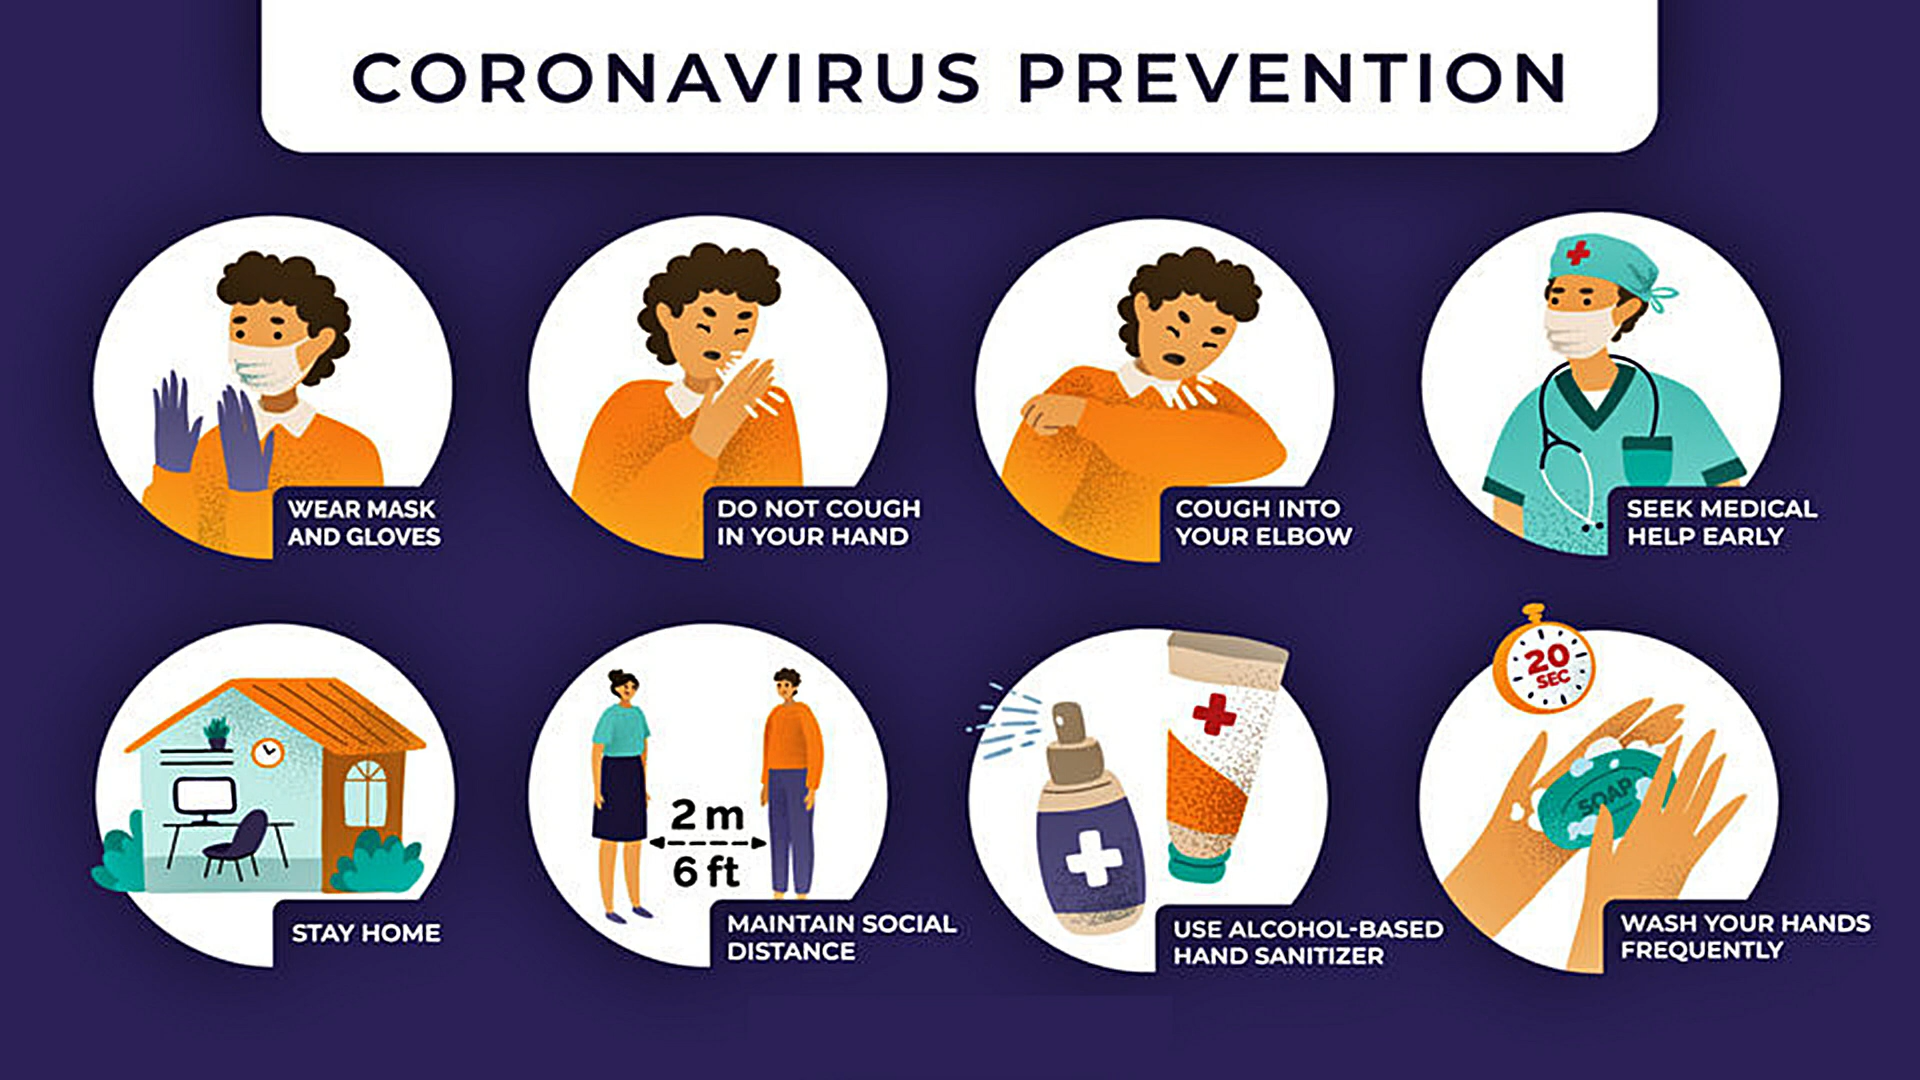 CORONAVIRUS PREVENTION
WEAR MASK
AND GLOVES
DO NOT COUGH
IN YOUR HAND
COUGH INTO
YOUR ELBOW
SEEK MEDICAL
HELP EARLY
STAY HOME
2 m
6 ft
MAINTAIN SOCIAL
DISTANCE
USE ALCOHOL-BASED
HAND SANITIZER
20
SEC
SOAP
WASH YOUR HANDS
FREQUENTLY